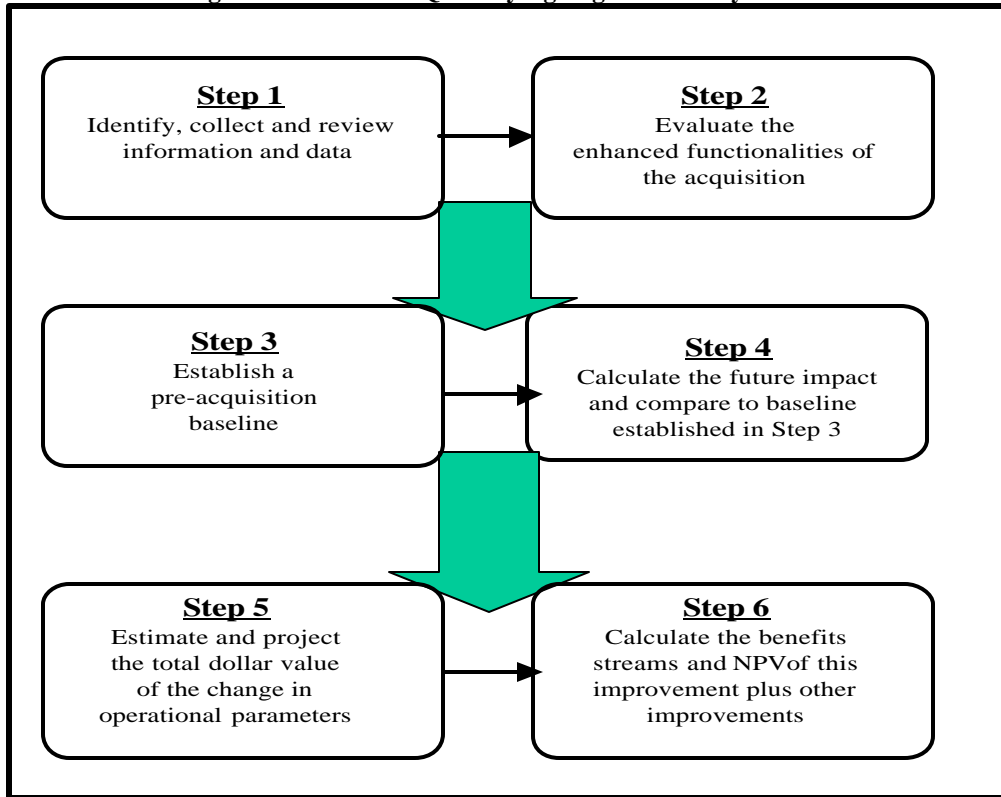 Step 1
Identify, collect and review
information and data
Step 2
Evaluate the
enhanced functionalities of
the acquisition
Step 3
Establish a
pre-acquisition
baseline
Step 4
Calculate the future impact
and compare to baseline
established in Step 3
Step 5
Estimate and project
the total dollar value
of the change in
operational parameters
Step 6
Calculate the benefits
streams and NPVof this
improvement plus other
improvements